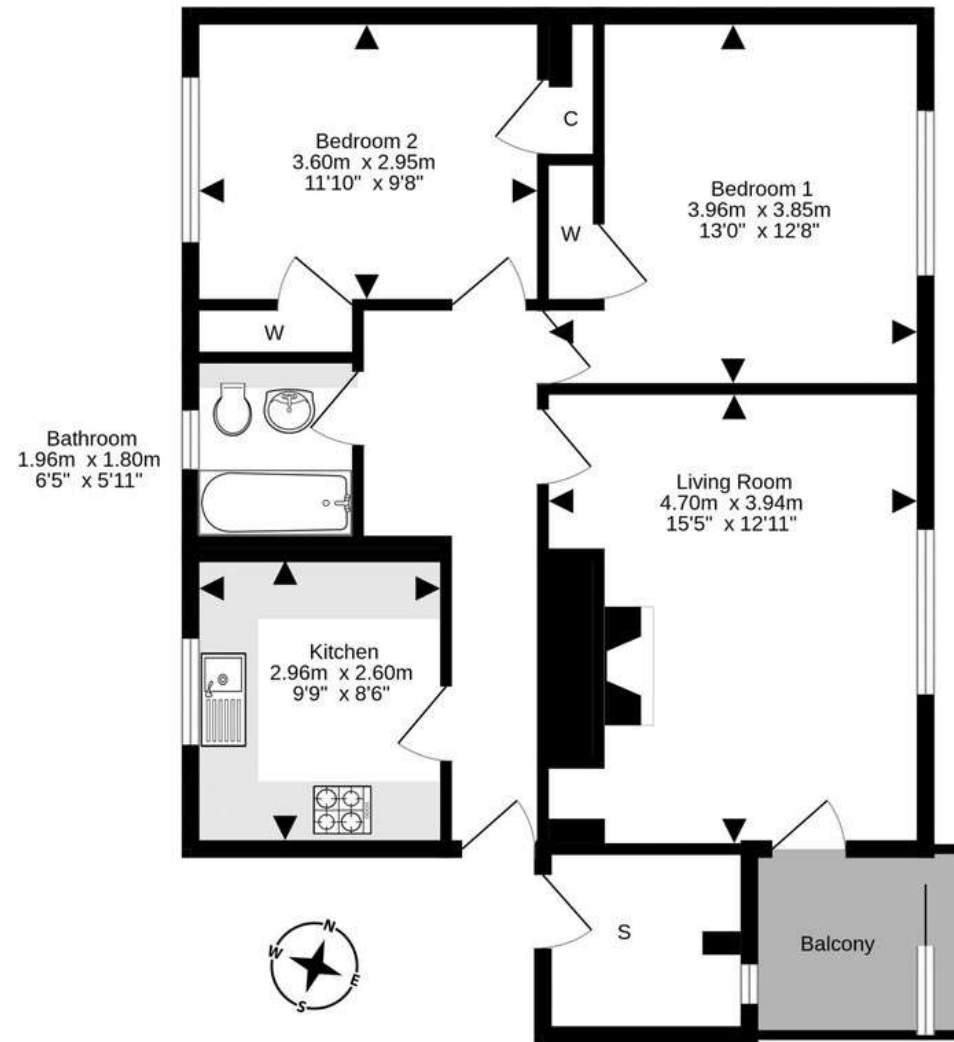 Bedroom 2
3.60m x 2.95m
11'10" x 9'8"
C
Bedroom 1
3.96m x 3.85m
13'0" x 12'8"
W
W
Bathroom
1.96m x 1.80m
6'5" x 5'11"
Living Room
4.70m x 3.94m
15'5" x 12'11"
Kitchen
2.96m x 2.60m
9'9" x 8'6"
S
Balcony
N
W
E
S